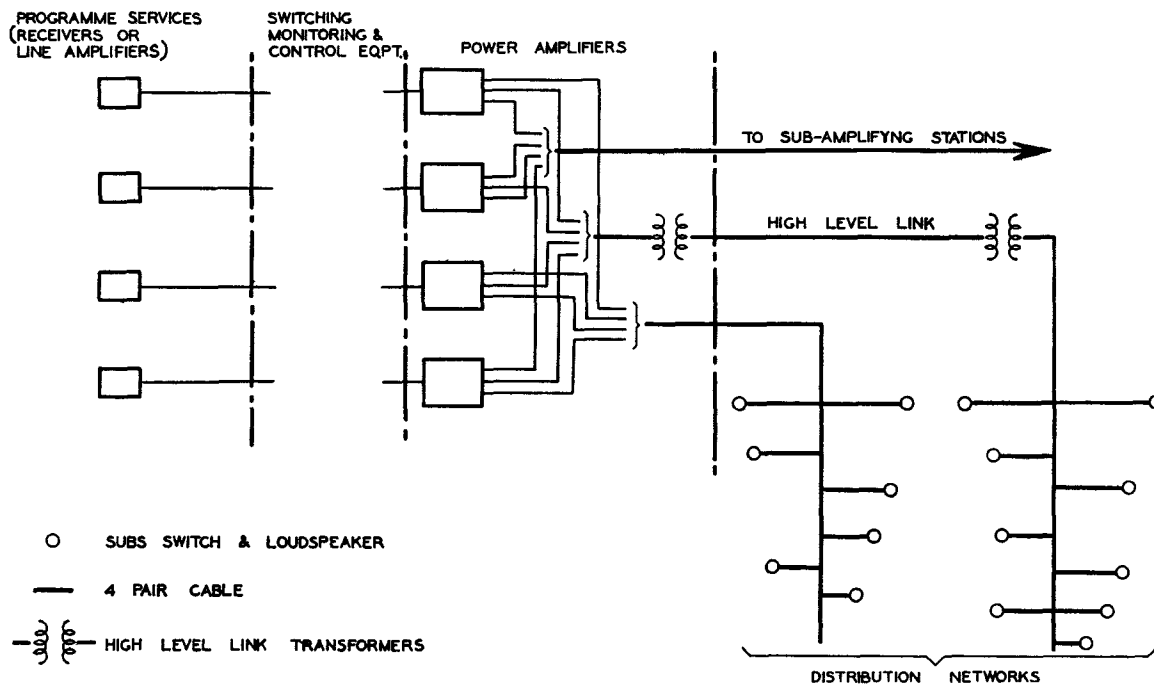 PROGRAMME SERVICES
(RECEIVERS OR
LINE AMPLIFIERS)
SWITCHING
MONITORING &
CONTROL EQPT.
POWER AMPLIFIERS
TO SUB-AMPLIFYNG STATIONS
HIGH LEVEL LINK
SUBS SWITCH & LOUDSPEAKER
4 PAIR CABLE
HIGH LEVEL LINK TRANSFORMERS
DISTRIBUTION NETWORKS